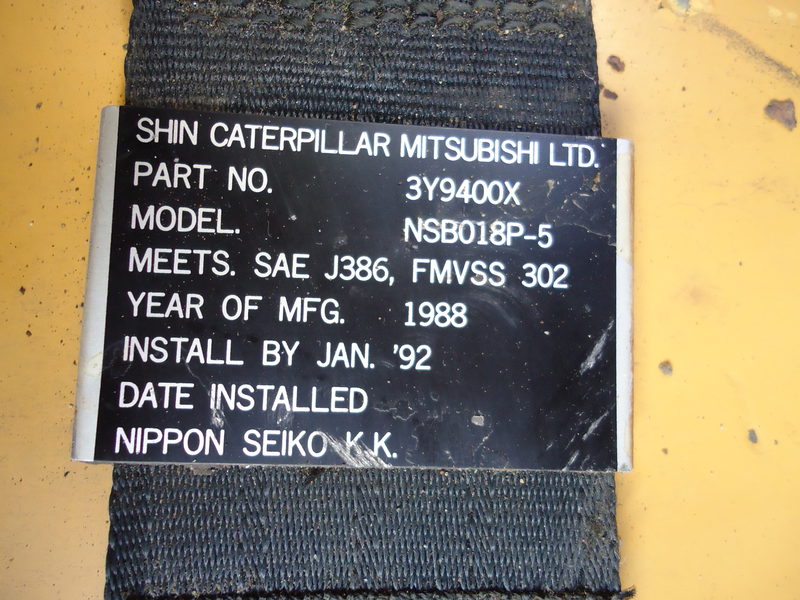 SHIN CATERPILLAR MITSUBISHI LTD.
PART NO. 3Y9400X
MODEL. NSB018P-5
MEETS. SAE J386, FMVSS 302
YEAR OF MFG. 1988
INSTALL BY JAN. '92
DATE INSTALLED
NIPPON SEIKO K.K.